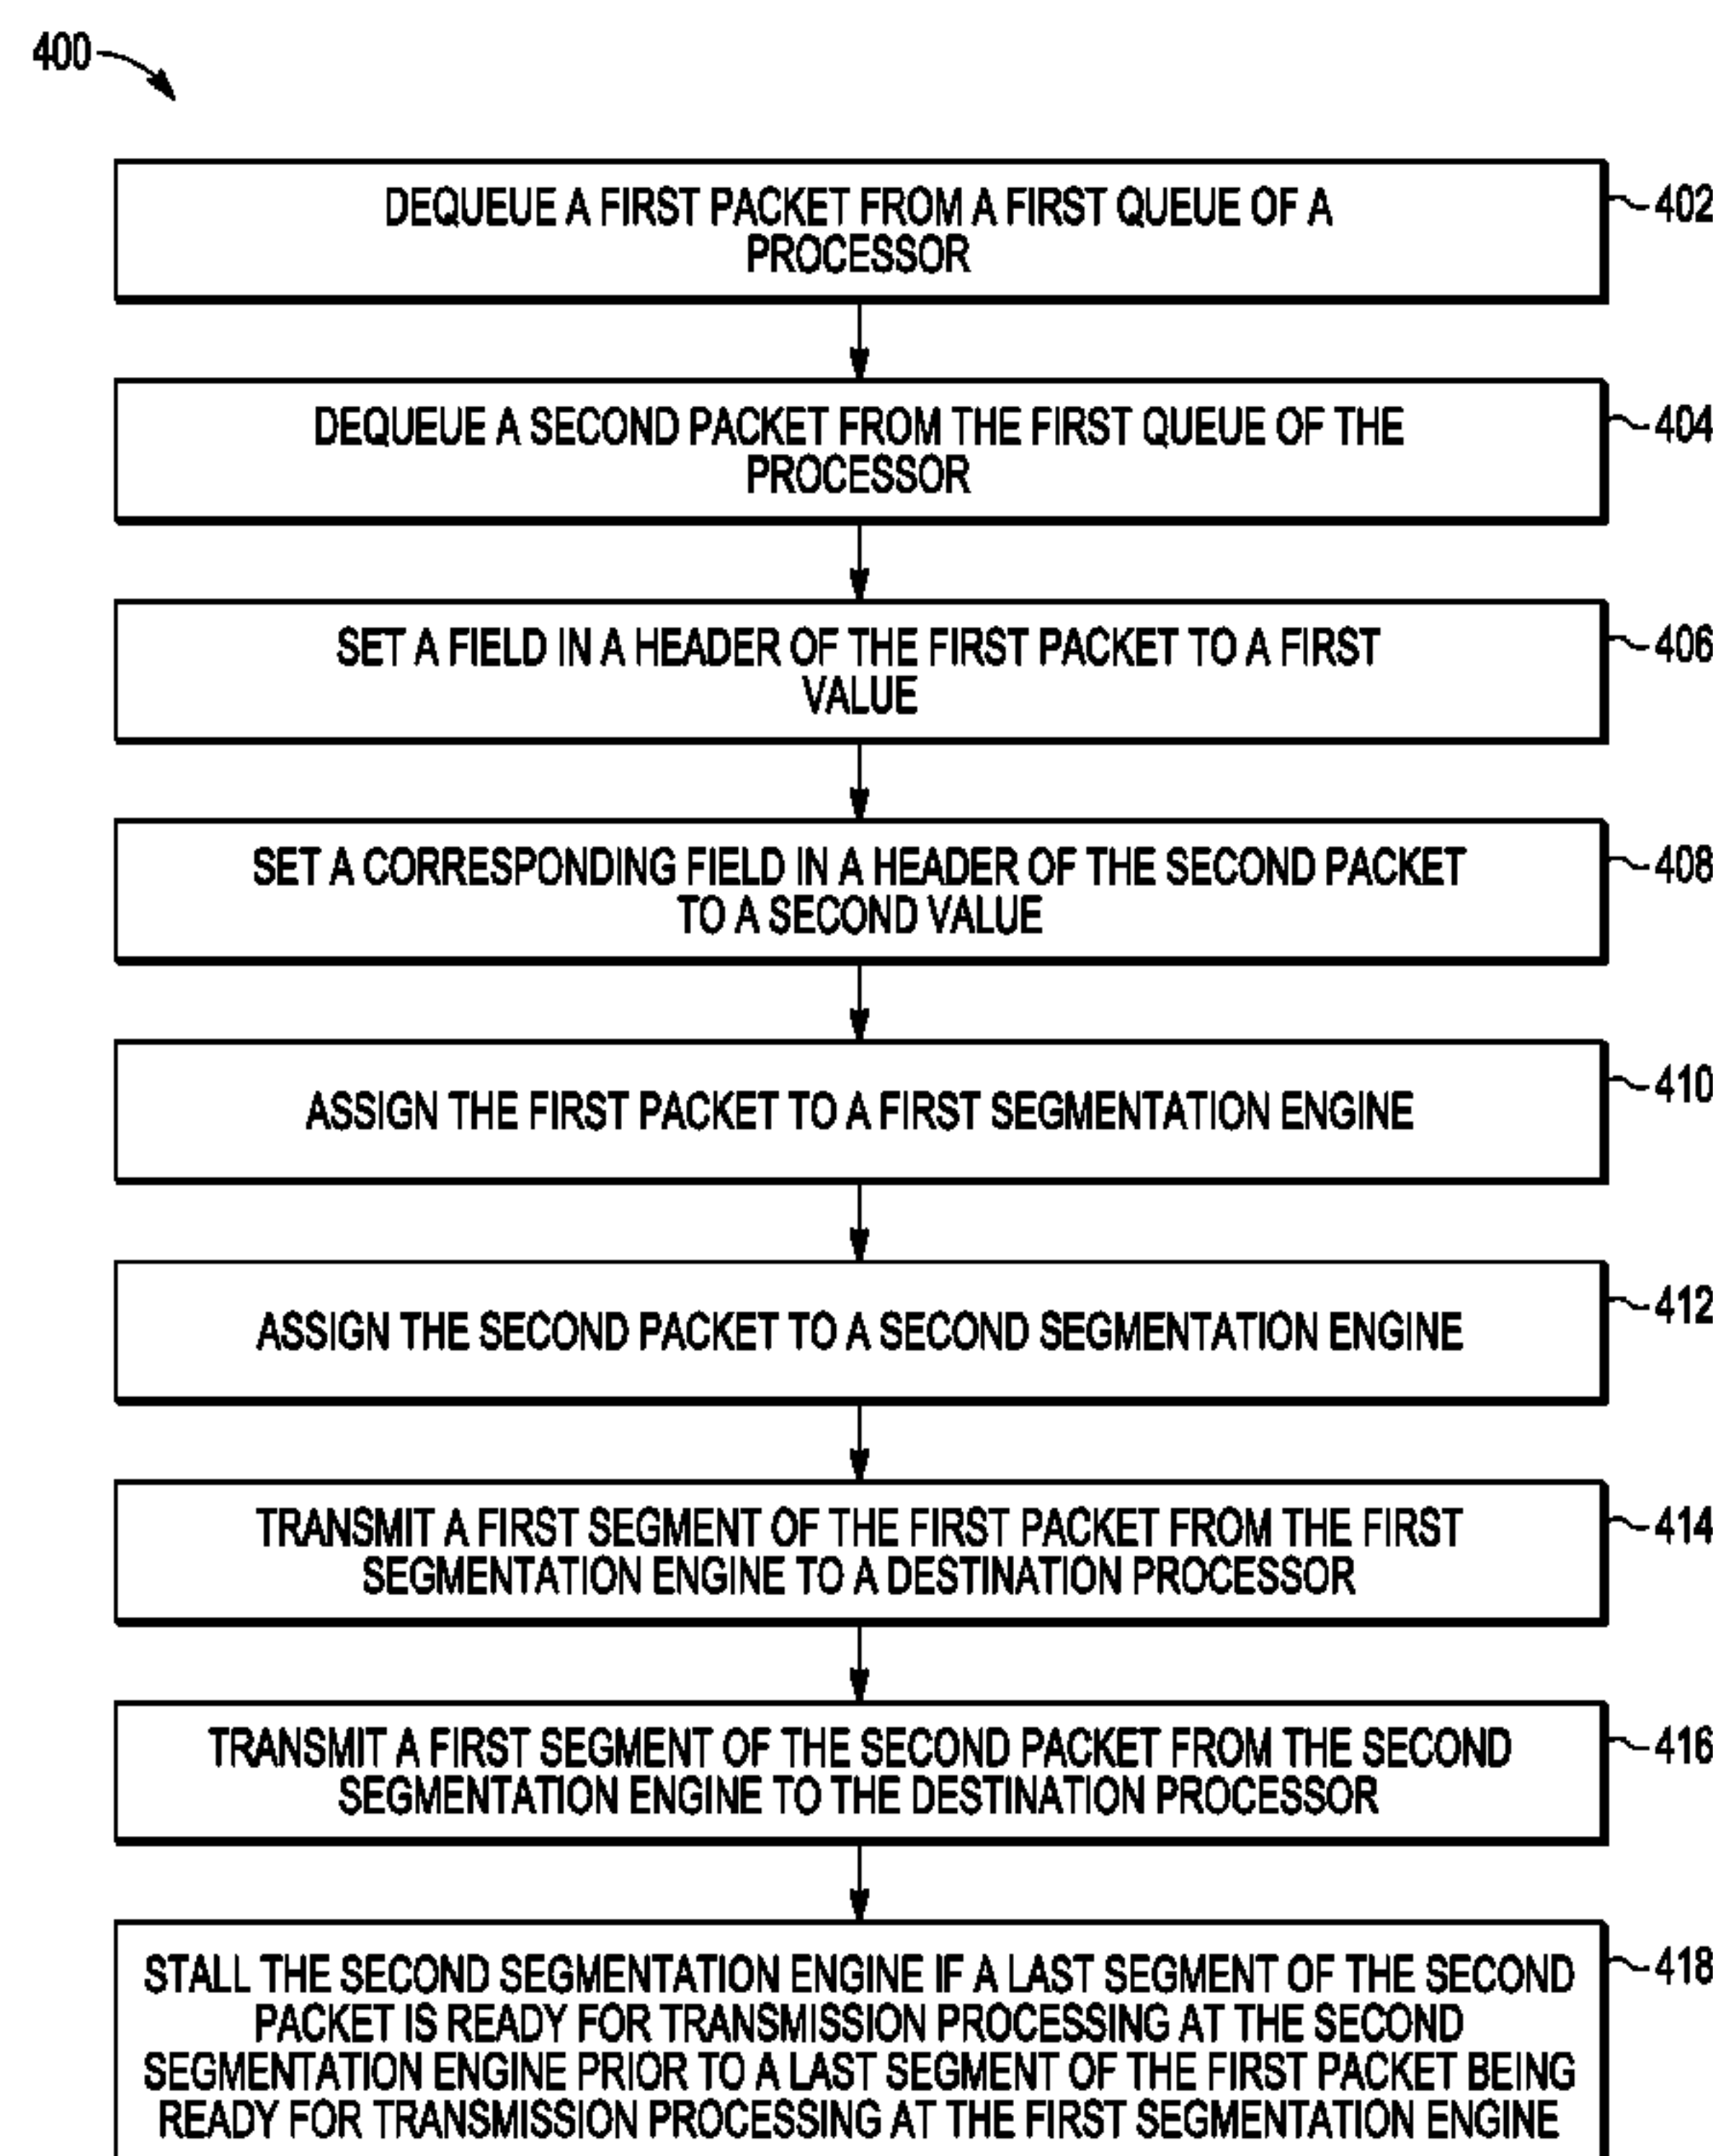 400
DEQUEUE A FIRST PACKET FROM A FIRST QUEUE OF A
PROCESSOR
402
DEQUEUE A SECOND PACKET FROM THE FIRST QUEUE OF THE
PROCESSOR
404
SET A FIELD IN A HEADER OF THE FIRST PACKET TO A FIRST
VALUE
406
SET A CORRESPONDING FIELD IN A HEADER OF THE SECOND PACKET
TO A SECOND VALUE
408
ASSIGN THE FIRST PACKET TO A FIRST SEGMENTATION ENGINE
410
ASSIGN THE SECOND PACKET TO A SECOND SEGMENTATION ENGINE
412
TRANSMIT A FIRST SEGMENT OF THE FIRST PACKET FROM THE FIRST
SEGMENTATION ENGINE TO A DESTINATION PROCESSOR
414
TRANSMIT A FIRST SEGMENT OF THE SECOND PACKET FROM THE SECOND
SEGMENTATION ENGINE TO THE DESTINATION PROCESSOR
416
STALL THE SECOND SEGMENTATION ENGINE IF A LAST SEGMENT OF THE SECOND
PACKET IS READY FOR TRANSMISSION PROCESSING AT THE SECOND
SEGMENTATION ENGINE PRIOR TO A LAST SEGMENT OF THE FIRST PACKET BEING
READY FOR TRANSMISSION PROCESSING AT THE FIRST SEGMENTATION ENGINE
418